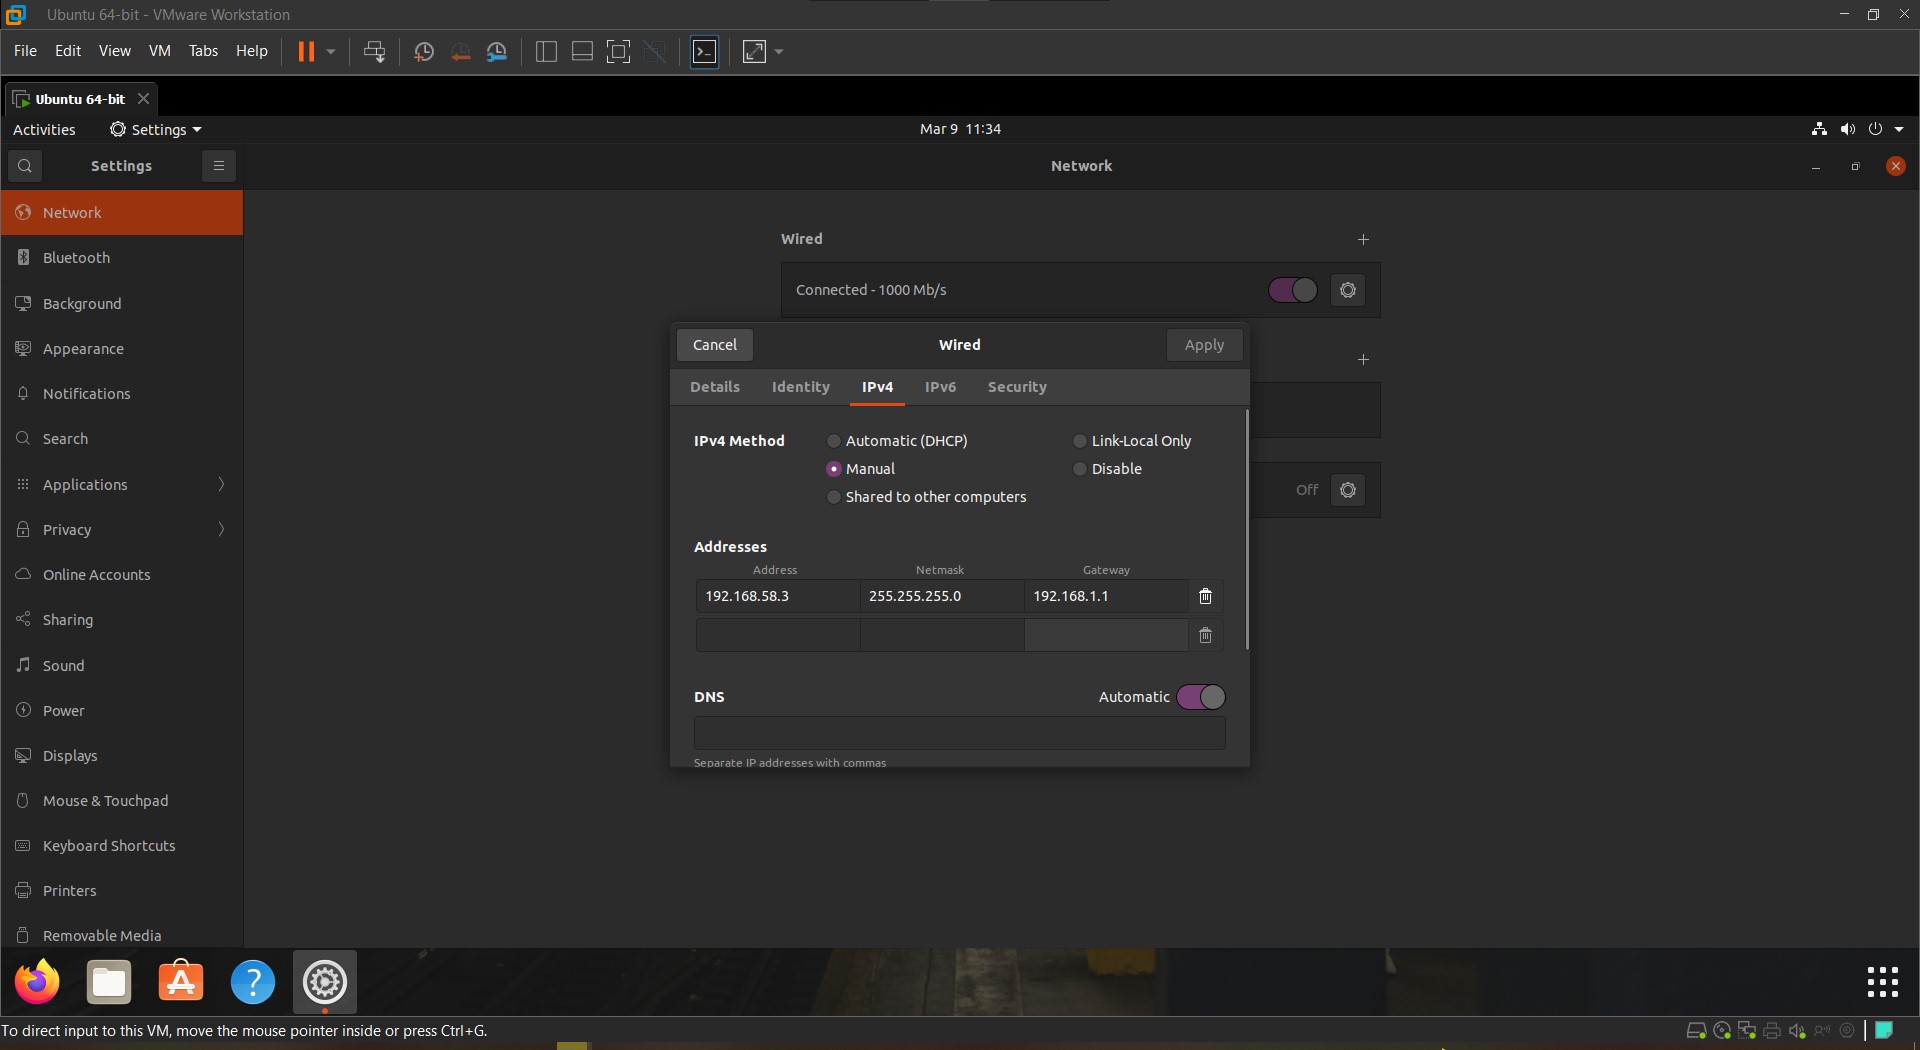 Ubuntu 64-bit - VMware Workstation
File Edit View VM Tabs Help
Ubuntu 64-bit
Activities Settings Mar 9 11:34
Settings Network
Network
Bluetooth
Background
Appearance
Notifications
Search
Applications
Privacy
Online Accounts
Sharing
Sound
Power
Displays
Mouse & Touchpad
Keyboard Shortcuts
Printers
Removable Media
Wired
Connected - 1000 Mb/s
Off
Cancel Wired Apply
Details Identity IPv4 IPv6 Security
IPv4 Method Automatic (DHCP) Link-Local Only
Manual Disable
Shared to other computers
Addresses
Address Netmask Gateway
192.168.58.3 255.255.255.0 192.168.1.1
DNS Automatic
Separate IP addresses with commas
To direct input to this VM, move the mouse pointer inside or press Ctrl+G.